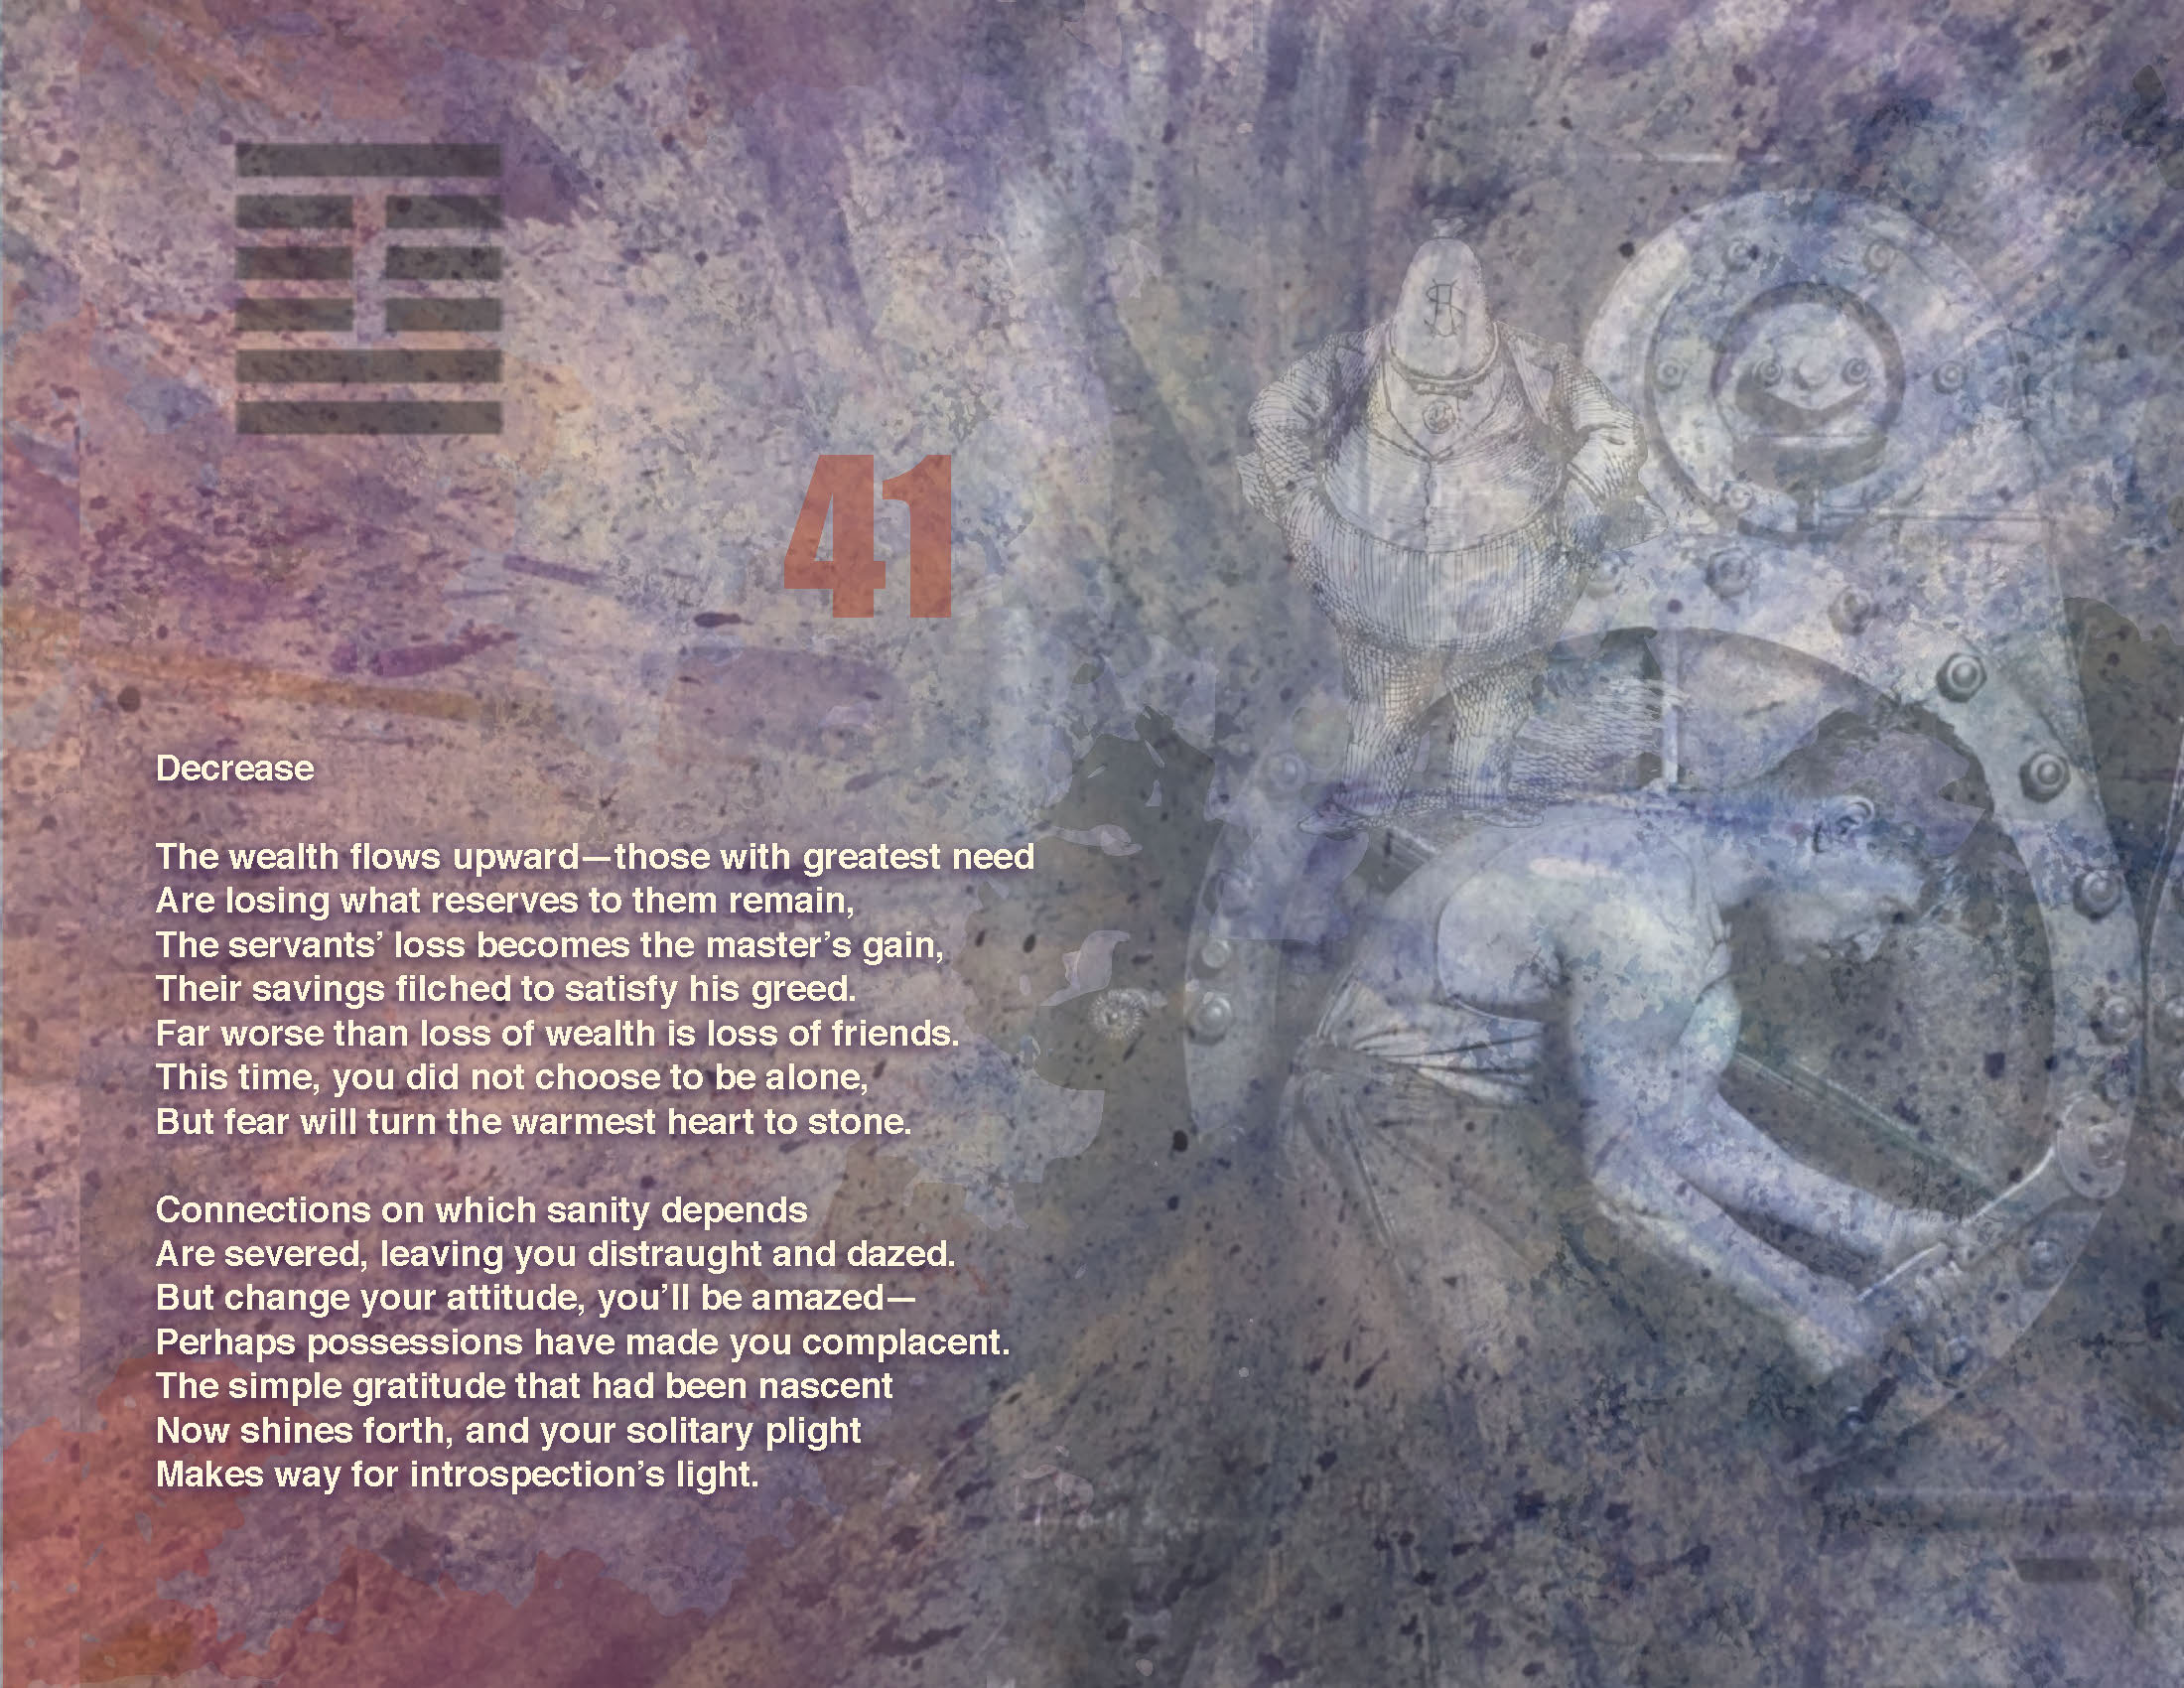 41
Decrease
The wealth flows upward—those with greatest need
Are losing what reserves to them remain,
The servants’ loss becomes the master’s gain,
Their savings filched to satisfy his greed.
Far worse than loss of wealth is loss of friends.
This time, you did not choose to be alone,
But fear will turn the warmest heart to stone.
Connections on which sanity depends
Are severed, leaving you distraught and dazed.
But change your attitude, you’ll be amazed—
Perhaps possessions have made you complacent.
The simple gratitude that had been nascent
Now shines forth, and your solitary plight
Makes way for introspection’s light.